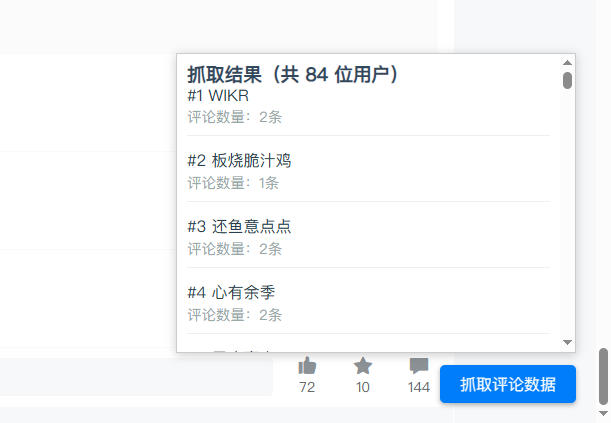 抓取结果（共 84 位用户）
#1 WIKR
评论数量：2条
#2 板烧脆汁鸡
评论数量：1条
#3 还鱼意点点
评论数量：2条
#4 心有余季
评论数量：2条
72
10
144
抓取评论数据